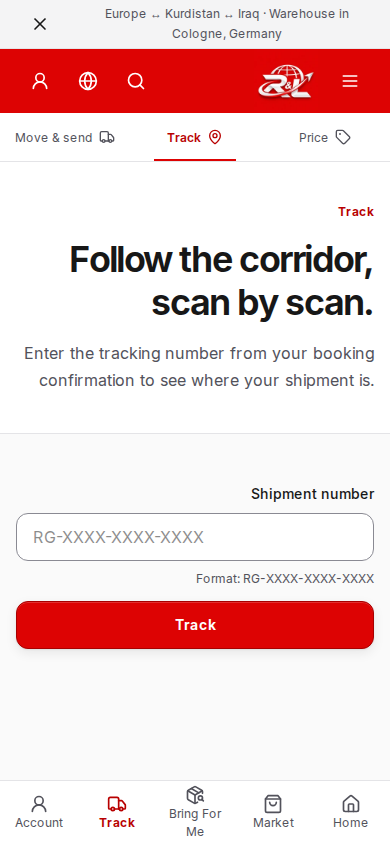 Europe ↔ Kurdistan ↔ Iraq · Warehouse in
Cologne, Germany
R&L
Move & send
Track
Price
Track
Follow the corridor,
scan by scan.
Enter the tracking number from your booking
confirmation to see where your shipment is.
Shipment number
RG-XXXX-XXXX-XXXX
Format: RG-XXXX-XXXX-XXXX
Track
Account
Track
Bring For
Me
Market
Home